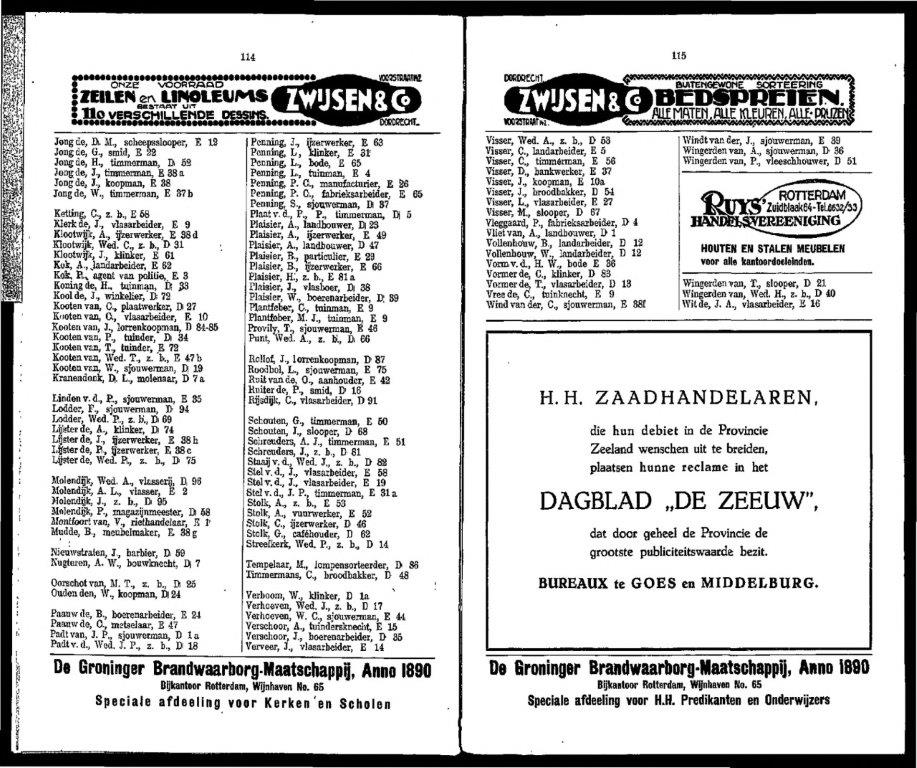 114
ONZE VOORRAAD
ZEILEN en LINOLEUMS
BESTAAT UIT
110 VERSCHILLENDE DESSINS.
VOORSTRAAT
ZWIJSEN & Co
DORDRECHT
Jong de, D. M., scheepslooper, E 12
Jong de, G., smid, E 22
Jong de, H., timmerman, D 52
Jong de, J., timmerman, E 38 a
Jong de, J., koopman, E 38
Jong de, W., timmerman, E 37 b
Ketting, C., z. b., E 58
Klerk de, J., vlasarbeider, E 9
Klootwijk, A., ijzerwerker, E 38 d
Klootwijk, Wed. C., z. b., D 31
Klootwijk, J., klinker, E 61
Kok, A., landarbeider, E 62
Kok, P., agent van politie, E 3
Koning de, H., tuinman, D 33
Kool de, J., winkelier, D 72
Kooten van, C., plaatwerker, D 27
Kooten van, C., vlasarbeider, E 10
Kooten van, J., lorrenkoopman, D 84-85
Kooten van, P., tuinder, D 34
Kooten van, T., tuinder, E 72
Kooten van, Wed. T., z. b., E 47 b
Kooten van, W., sjouwerman, D 19
Kranendonk, D. L., molenaar, D 7 a
Linden v. d., P., sjouwerman, E 35
Lodder, F., sjouwerman, D 94
Lodder, Wed. P., z. b., D 69
Lijster de, A., klinker, D 74
Lijster de, J., ijzerwerker, E 38 h
Lijster de, P., ijzerwerker, E 38 c
Lijster de, Wed. P., z. b., D 75
Molendijk, Wed. A., vlasserij, D 96
Molendijk, A. L., vlasser, E 2
Molendijk, J., z. b., D 95
Molendijk, P., magazijnmeester, D 58
Montfoort van, V., riethandelaar, E 1
Mudde, B., meubelmaker, E 38 g
Nieuwstraten, J., barbier, D 59
Nugteren, A. W., bouwknecht, D 7
Oorschot van, M. T., z. b., D 25
Ouden den, W., koopman, D 24
Paauw de, B., boerenarbeider, E 24
Paauw de, C., metselaar, E 47
Padt van, J. P., sjouwerman, D 1 a
Padt v. d., Wed. J. P., z. b., D 18
Penning, J., ijzerwerker, E 63
Penning, L., klinker, E 31
Penning, L., bode, E 65
Penning, L., tuinman, E 4
Penning, P. C., manufacturier, E 26
Penning, P. C., fabrieksarbeider, E 65
Penning, S., sjouwerman, D 37
Plaat v. d., P., timmerman, D 5
Plaisier, A., landbouwer, D 23
Plaisier, A., ijzerwerker, E 49
Plaisier, A., landbouwer, D 47
Plaisier, B., particulier, E 29
Plaisier, B., ijzerwerker, E 66
Plaisier, H., z. b., E 81 a
Plaisier, J., vlasboer, D 38
Plaisier, W., boerenarbeider, D 89
Plantfeber, C., tuinman, E 9
Plantfeber, M. J., tuinman, E 9
Provily, T., sjouwerman, E 46
Punt, Wed. A., z. b., D 66
Rollof, J., lorrenkoopman, D 87
Roodbol, L., sjouwerman, E 75
Ruit van de, O., aanhouder, E 42
Ruiter de, P., smid, D 16
Rijsdijk, C., vlasarbeider, D 91
Schouten, G., timmerman, E 50
Schouten, J., slooper, D 68
Schreuders, A. J., timmerman, E 51
Schreuders, J., z. b., D 81
Staaij v. d., Wed. J., z. b., D 82
Stel v. d., J., vlasarbeider, E 58
Stel v. d., J., vlasarbeider, E 19
Stel v. d., J. P., timmerman, E 31 a
Stolk, A., z. b., E 53
Stolk, A., vuurwerker, E 52
Stolk, C., ijzerwerker, D 46
Stolk, G., caféhouder, D 62
Streefkerk, Wed. P., z. b., D 14
Tempelaar, M., lompensorteerder, D 86
Timmermans, C., broodbakker, D 48
Verboom, W., klinker, D 1a
Verhoeven, Wed. J., z. b., D 17
Verhoeven, W. C., sjouwerman, E 44
Verschoor, A., tuindersknecht, E 15
Verschoor, J., boerenarbeider, D 35
Verveer, J., vlasarbeider, E 14
De Groninger Brandwaarborg-Maatschappij, Anno 1890
Bijkantoor Rotterdam, Wijnhaven No. 65
Speciale afdeeling voor Kerken en Scholen
115
DORDRECHT.
ZWIJSEN & Co
VOORSTRAAT
BUITENGEWONE SORTEERING
BEDSPREIEN.
ALLE MATEN, ALLE KLEUREN, ALLE PRIJZEN
Visser, Wed. A., z. b., D 53
Visser, C., landarbeider, E 5
Visser, C., timmerman, E 56
Visser, D., bankwerker, E 37
Visser, J., koopman, E 10a
Visser, J., broodbakker, D 54
Visser, L., vlasarbeider, E 27
Visser, M., slooper, D 67
Vleggaard, P., fabrieksarbeider, D 4
Vliet van, A., landbouwer, D 1
Vollenhouw, B., landarbeider, D 12
Vollenhouw, W., landarbeider, D 12
Vorm v. d., H. W., bode, E 36
Vormer de, C., klinker, D 83
Vormer de, T., vlasarbeider, D 13
Vree de, C., tuinknecht, E 9
Wind van der, C., sjouwerman, E 38f
Windt van der, J., sjouwerman, E 39
Wingerden van, A., sjouwerman, D 36
Wingerden van, P., vleeschhouwer, D 51
RUYS' ROTTERDAM
Zuidblaak 64-Tel. 6632/33
HANDELSVEREENIGING
HOUTEN EN STALEN MEUBELEN
voor alle kantoordoeleinden.
Wingerden van, T., slooper, D 21
Wingerden van, Wed. H., z. b., D 40
Wit de, J. A., vlasarbeider, E 16
H. H. ZAADHANDELAREN,
die hun debiet in de Provincie
Zeeland wenschen uit te breiden,
plaatsen hunne reclame in het
DAGBLAD „DE ZEEUW”,
dat door geheel de Provincie de
grootste publiciteitswaarde bezit.
BUREAUX te GOES en MIDDELBURG.
De Groninger Brandwaarborg-Maatschappij, Anno 1890
Bijkantoor Rotterdam, Wijnhaven No. 65
Speciale afdeeling voor H.H. Predikanten en Onderwijzers